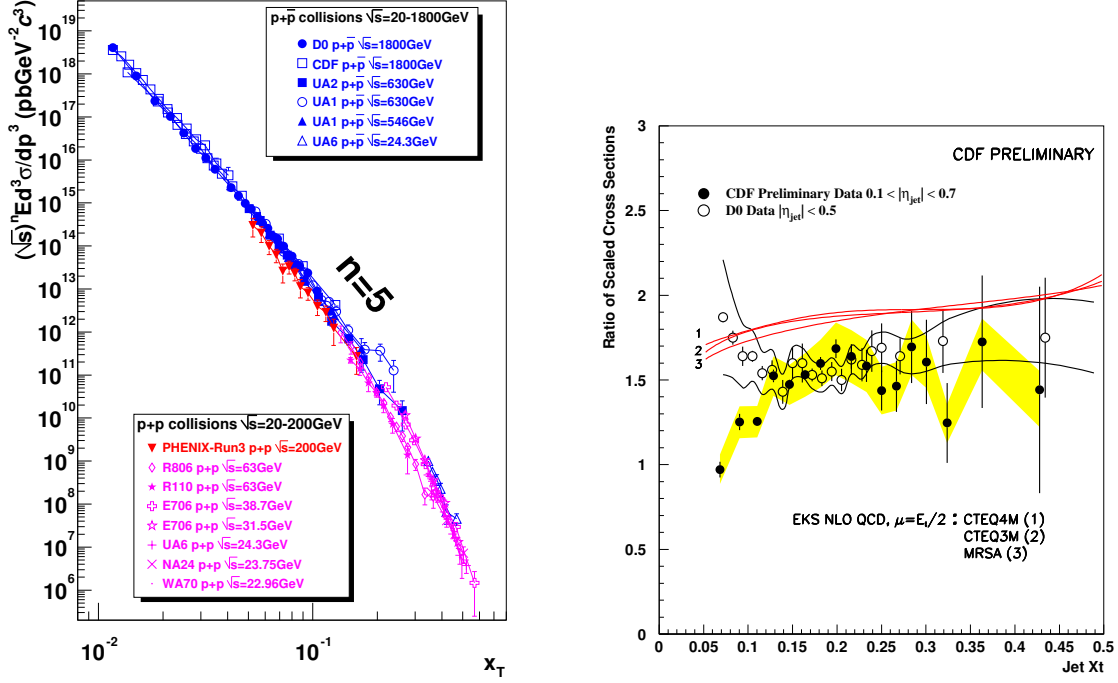 (√s)ⁿEd³σ/dp³ (pbGeV⁻²c³)
10¹⁹
10¹⁸
10¹⁷
10¹⁶
10¹⁵
10¹⁴
10¹³
10¹²
10¹¹
10¹⁰
10⁹
10⁸
10⁷
10⁶
p+p̅ collisions √s=20-1800GeV
D0 p+p̅ √s=1800GeV
CDF p+p̅ √s=1800GeV
UA2 p+p̅ √s=630GeV
UA1 p+p̅ √s=630GeV
UA1 p+p̅ √s=546GeV
UA6 p+p̅ √s=24.3GeV
n=5
p+p collisions √s=20-200GeV
PHENIX-Run3 p+p √s=200GeV
R806 p+p √s=63GeV
R110 p+p √s=63GeV
E706 p+p √s=38.7GeV
E706 p+p √s=31.5GeV
UA6 p+p √s=24.3GeV
NA24 p+p √s=23.75GeV
WA70 p+p √s=22.96GeV
10⁻² 10⁻¹
x_T
Ratio of Scaled Cross Sections
3
2.5
2
1.5
1
0.5
0
CDF PRELIMINARY
CDF Preliminary Data 0.1 < |η_jet| < 0.7
D0 Data |η_jet| < 0.5
1
2
3
EKS NLO QCD, μ=E_t/2 : CTEQ4M (1)
CTEQ3M (2)
MRSA (3)
0 0.05 0.1 0.15 0.2 0.25 0.3 0.35 0.4 0.45 0.5
Jet Xt